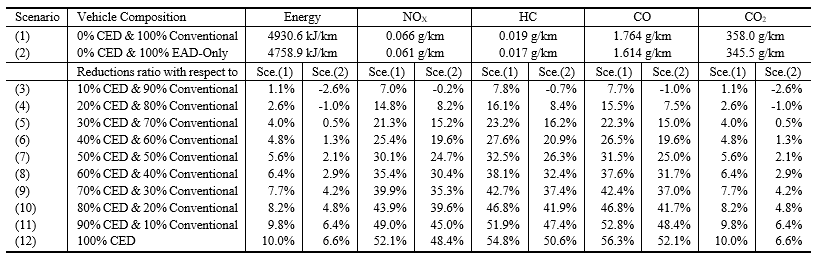 Scenario Vehicle Composition Energy NOX HC CO CO2
(1) 0% CED & 100% Conventional 4930.6 kJ/km 0.066 g/km 0.019 g/km 1.764 g/km 358.0 g/km
(2) 0% CED & 100% EAD-Only 4758.9 kJ/km 0.061 g/km 0.017 g/km 1.614 g/km 345.5 g/km
Reductions ratio with respect to Sce.(1) Sce.(2) Sce.(1) Sce.(2) Sce.(1) Sce.(2) Sce.(1) Sce.(2) Sce.(1) Sce.(2)
(3) 10% CED & 90% Conventional 1.1% -2.6% 7.0% -0.2% 7.8% -0.7% 7.7% -1.0% 1.1% -2.6%
(4) 20% CED & 80% Conventional 2.6% -1.0% 14.8% 8.2% 16.1% 8.4% 15.5% 7.5% 2.6% -1.0%
(5) 30% CED & 70% Conventional 4.0% 0.5% 21.3% 15.2% 23.2% 16.2% 22.3% 15.0% 4.0% 0.5%
(6) 40% CED & 60% Conventional 4.8% 1.3% 25.4% 19.6% 27.6% 20.9% 26.5% 19.6% 4.8% 1.3%
(7) 50% CED & 50% Conventional 5.6% 2.1% 30.1% 24.7% 32.5% 26.3% 31.5% 25.0% 5.6% 2.1%
(8) 60% CED & 40% Conventional 6.4% 2.9% 35.4% 30.4% 38.1% 32.4% 37.6% 31.7% 6.4% 2.9%
(9) 70% CED & 30% Conventional 7.7% 4.2% 39.9% 35.3% 42.7% 37.4% 42.4% 37.0% 7.7% 4.2%
(10) 80% CED & 20% Conventional 8.2% 4.8% 43.9% 39.6% 46.8% 41.9% 46.8% 41.7% 8.2% 4.8%
(11) 90% CED & 10% Conventional 9.8% 6.4% 49.0% 45.0% 51.9% 47.4% 52.8% 48.4% 9.8% 6.4%
(12) 100% CED 10.0% 6.6% 52.1% 48.4% 54.8% 50.6% 56.3% 52.1% 10.0% 6.6%